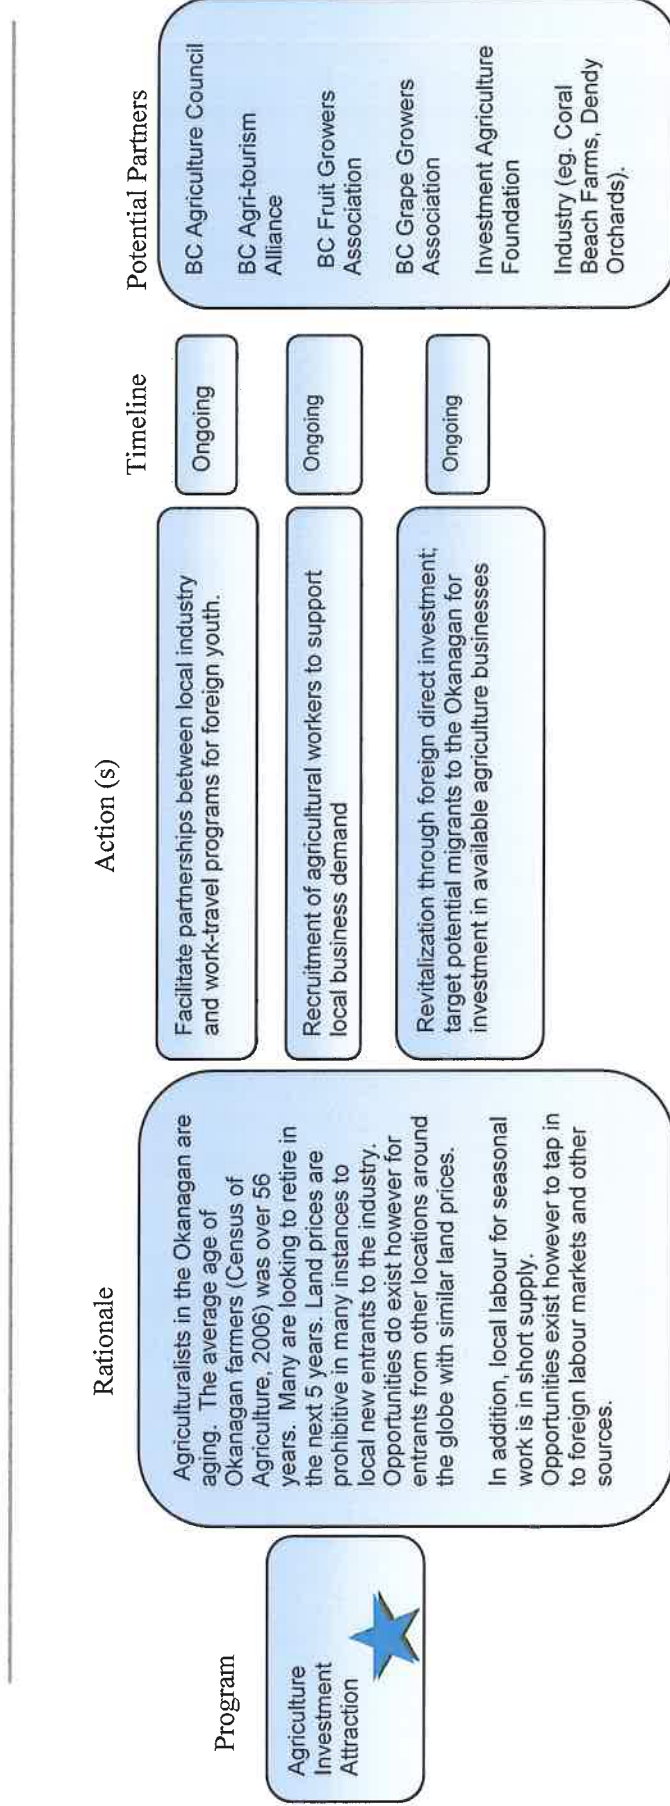 Program
Agriculture
Investment
Attraction
Rationale
Agriculturalists in the Okanagan are
aging.  The average age of
Okanagan farmers (Census of
Agriculture, 2006) was over 56
years.  Many are looking to retire in
the next 5 years. Land prices are
prohibitive in many instances to
local new entrants to the industry.
Opportunities do exist however for
entrants from other locations around
the globe with similar land prices.
In addition, local labour for seasonal
work is in short supply.
Opportunities exist however to tap in
to foreign labour markets and other
sources.
Action (s)
Facilitate partnerships between local industry
and work-travel programs for foreign youth.
Recruitment of agricultural workers to support
local business demand
Revitalization through foreign direct investment;
target potential migrants to the Okanagan for
investment in available agriculture businesses
Timeline
Ongoing
Ongoing
Ongoing
Potential Partners
BC Agriculture Council
BC Agri-tourism
Alliance
BC Fruit Growers
Association
BC Grape Growers
Association
Investment Agriculture
Foundation
Industry (eg. Coral
Beach Farms, Dendy
Orchards).